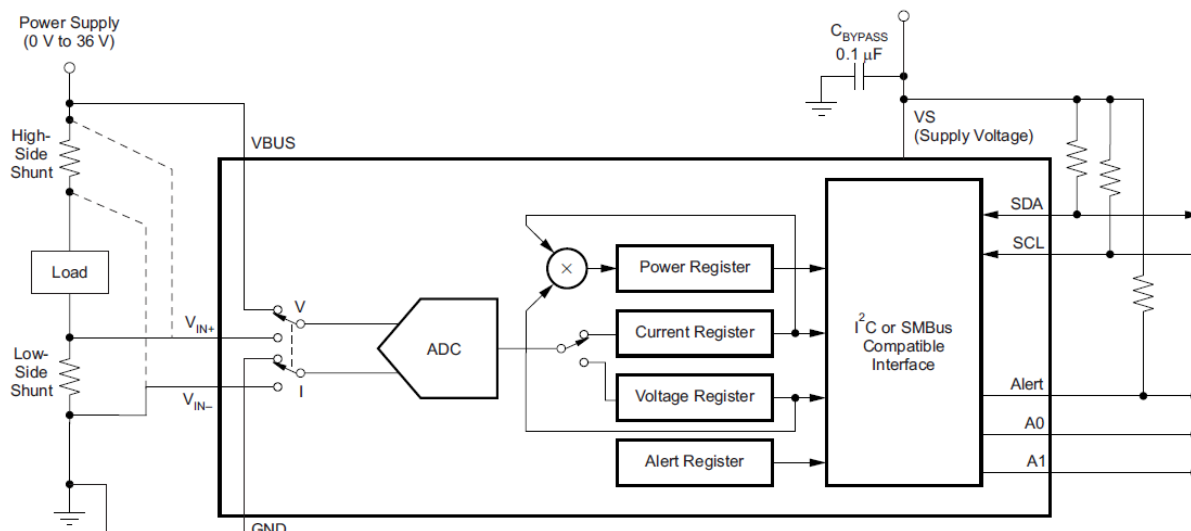 Power Supply
(0 V to 36 V)
C_BYPASS
0.1 μF
VS
(Supply Voltage)
High-
Side
Shunt
VBUS
SDA
SCL
Load
Power Register
×
V
V_IN+
Current Register
ADC
I²C or SMBus
Compatible
Interface
Low-
Side
Shunt
I
V_IN–
Voltage Register
Alert
A0
Alert Register
A1
GND